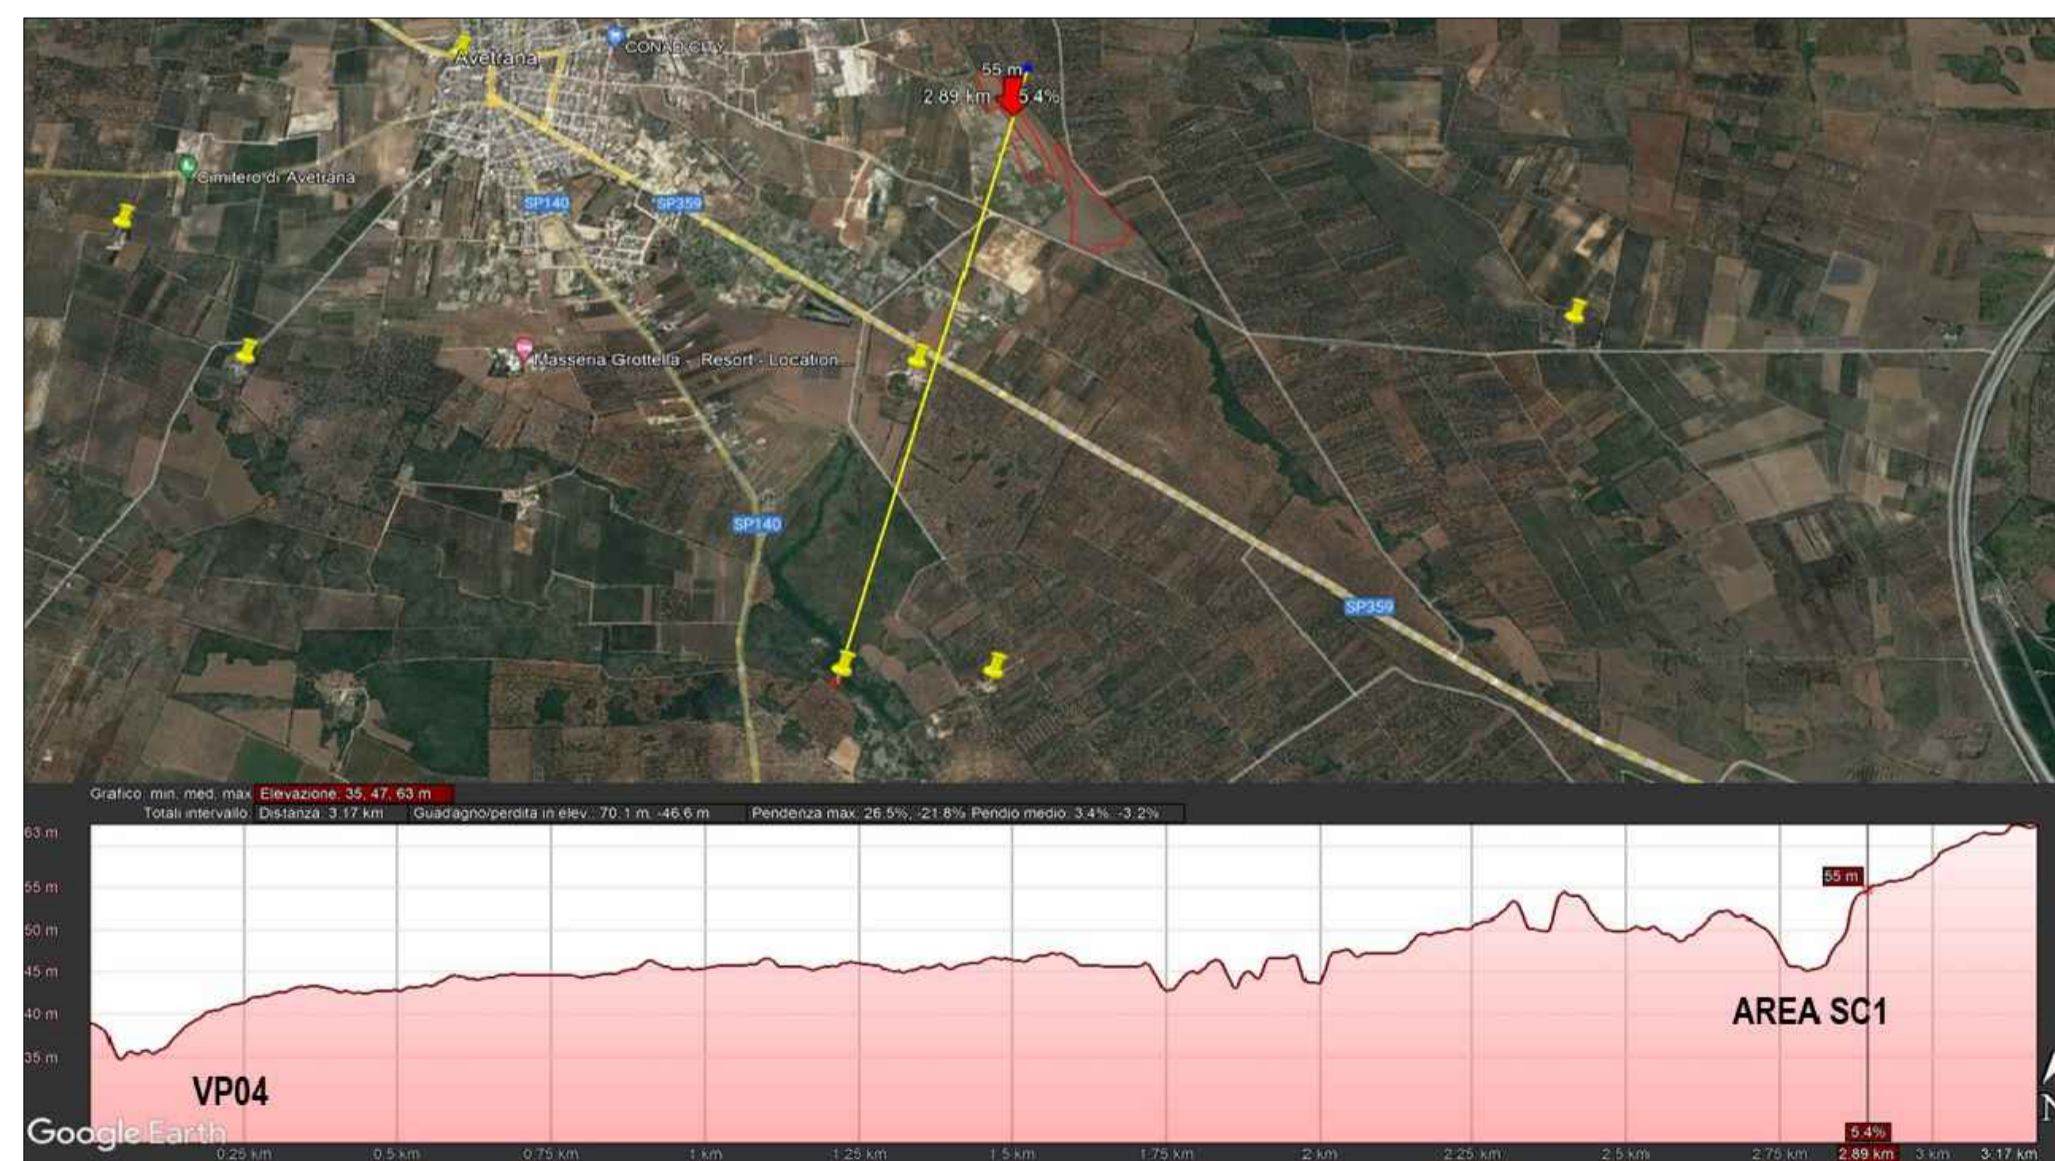 CONAD CITY
Avetrana
55 m
2.89 km 5.4%
Cimitero di Avetrana
SP140
SP359
Masseria Grottella - Resort - Location...
SP140
SP359
Grafico: min. med. max Elevazione: 35, 47, 63 m
Totali intervallo: Distanza: 3.17 km Guadagno/perdita in elev.: 70.1 m, -46.6 m Pendenza max: 26.5%, -21.8% Pendio medio: 3.4%, -3.2%
63 m
55 m
55 m
50 m
45 m
40 m
AREA SC1
35 m
VP04
N
Google Earth
5.4%
0.25 km 0.5 km 0.75 km 1 km 1.25 km 1.5 km 1.75 km 2 km 2.25 km 2.5 km 2.75 km 2.89 km 3 km 3.17 km